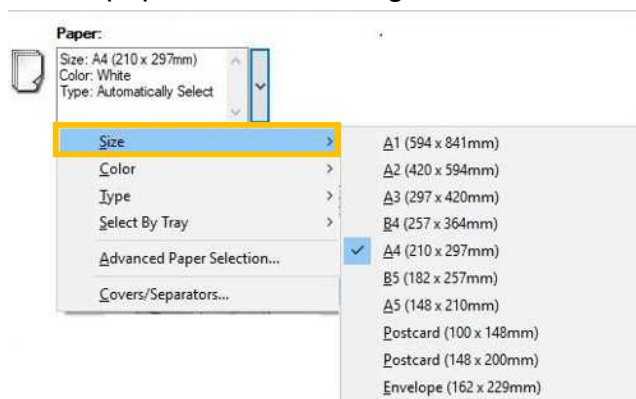 Paper:
Size: A4 (210 x 297mm)
Color: White
Type: Automatically Select
Size
Color
Type
Select By Tray
Advanced Paper Selection...
Covers/Separators...
A1 (594 x 841mm)
A2 (420 x 594mm)
A3 (297 x 420mm)
B4 (257 x 364mm)
A4 (210 x 297mm)
B5 (182 x 257mm)
A5 (148 x 210mm)
Postcard (100 x 148mm)
Postcard (148 x 200mm)
Envelope (162 x 229mm)